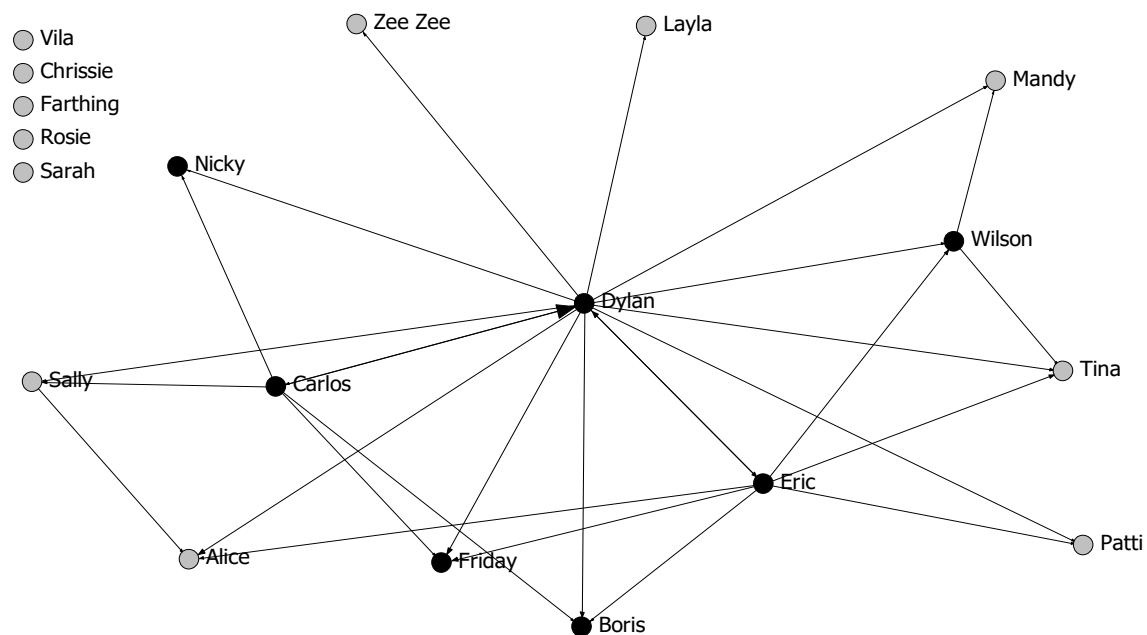 Vila
Chrissie
Farthing
Rosie
Sarah
Zee Zee
Layla
Mandy
Nicky
Wilson
Dylan
Sally
Carlos
Tina
Eric
Alice
Friday
Patti
Boris